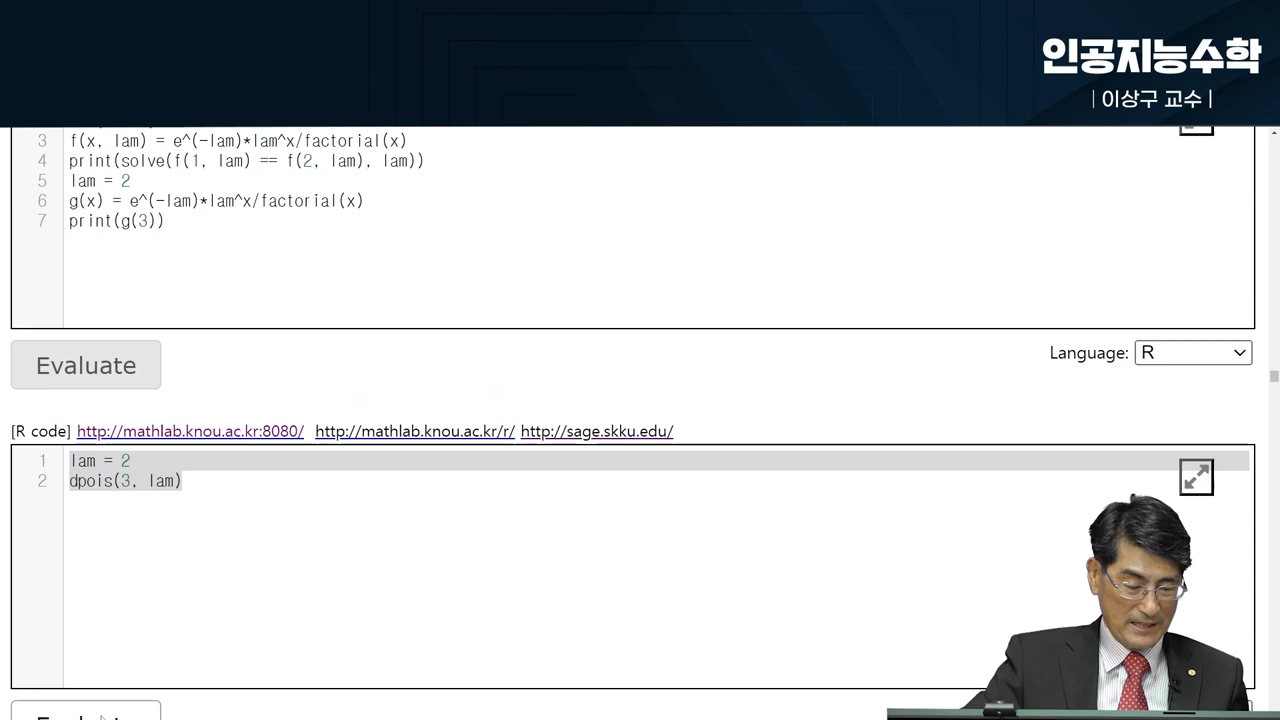 인공지능수학
| 이상구 교수 |
3 f(x, lam) = e^(-lam)*lam^x/factorial(x)
4 print(solve(f(1, lam) == f(2, lam), lam))
5 lam = 2
6 g(x) = e^(-lam)*lam^x/factorial(x)
7 print(g(3))
Evaluate
Language: R
[R code] http://mathlab.knou.ac.kr:8080/ http://mathlab.knou.ac.kr/r/ http://sage.skku.edu/
1 lam = 2
2 dpois(3, lam)